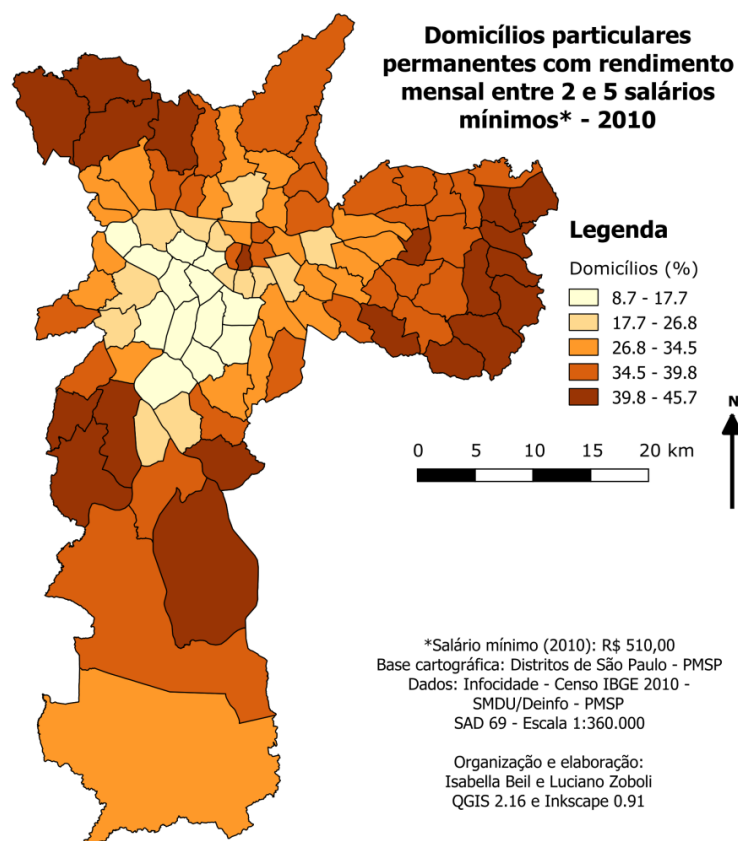 Domicílios particulares
permanentes com rendimento
mensal entre 2 e 5 salários
mínimos* - 2010
Legenda
Domicílios (%)
8.7 - 17.7
17.7 - 26.8
26.8 - 34.5
34.5 - 39.8
39.8 - 45.7
N
0 5 10 15 20 km
*Salário mínimo (2010): R$ 510,00
Base cartográfica: Distritos de São Paulo - PMSP
Dados: Infocidade - Censo IBGE 2010 -
SMDU/Deinfo - PMSP
SAD 69 - Escala 1:360.000
Organização e elaboração:
Isabella Beil e Luciano Zoboli
QGIS 2.16 e Inkscape 0.91